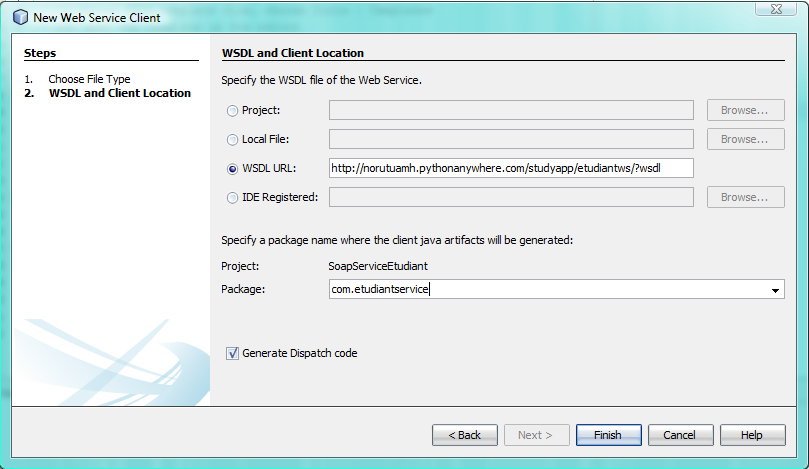 New Web Service Client
Steps
1. Choose File Type
2. WSDL and Client Location
WSDL and Client Location
Specify the WSDL file of the Web Service.
Project: Browse...
Local File: Browse...
WSDL URL: http://norutuamh.pythonanywhere.com/studyapp/etudiantws/?wsdl
IDE Registered: Browse...
Specify a package name where the client java artifacts will be generated:
Project: SoapServiceEtudiant
Package: com.etudiantservice
Generate Dispatch code
< Back Next > Finish Cancel Help